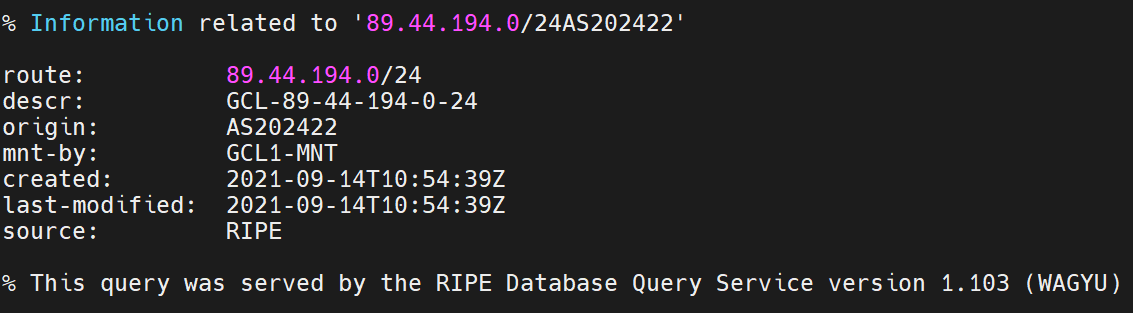 % Information related to '89.44.194.0/24AS202422'
route: 89.44.194.0/24
descr: GCL-89-44-194-0-24
origin: AS202422
mnt-by: GCL1-MNT
created: 2021-09-14T10:54:39Z
last-modified: 2021-09-14T10:54:39Z
source: RIPE
% This query was served by the RIPE Database Query Service version 1.103 (WAGYU)